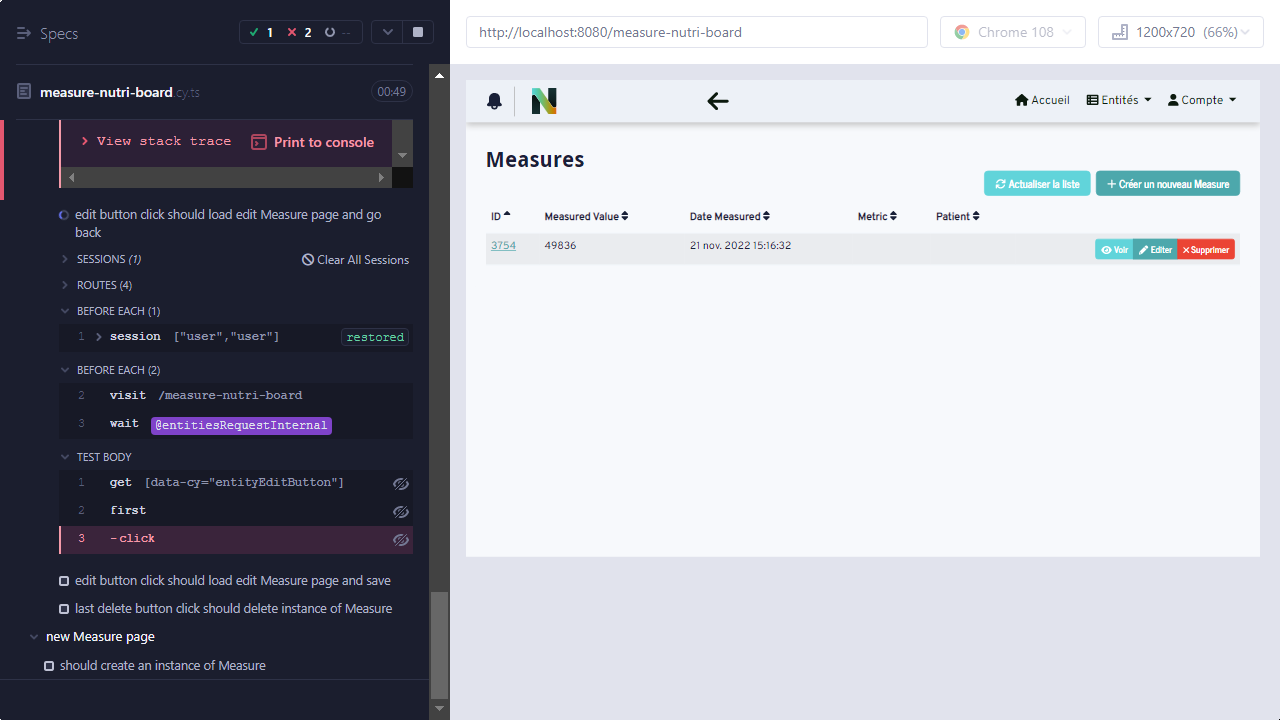 Specs
1 2 --
measure-nutri-board.cy.ts 00:49
View stack trace Print to console
edit button click should load edit Measure page and go
back
SESSIONS (1) Clear All Sessions
ROUTES (4)
BEFORE EACH (1)
1 session ["user","user"] restored
BEFORE EACH (2)
2 visit /measure-nutri-board
3 wait @entitiesRequestInternal
TEST BODY
1 get [data-cy="entityEditButton"]
2 first
3 -click
edit button click should load edit Measure page and save
last delete button click should delete instance of Measure
new Measure page
should create an instance of Measure
http://localhost:8080/measure-nutri-board Chrome 108 1200x720 (66%)
Accueil Entités Compte
Measures
Actualiser la liste Créer un nouveau Measure
ID Measured Value Date Measured Metric Patient
3754 49836 21 nov. 2022 15:16:32 Voir Editer Supprimer